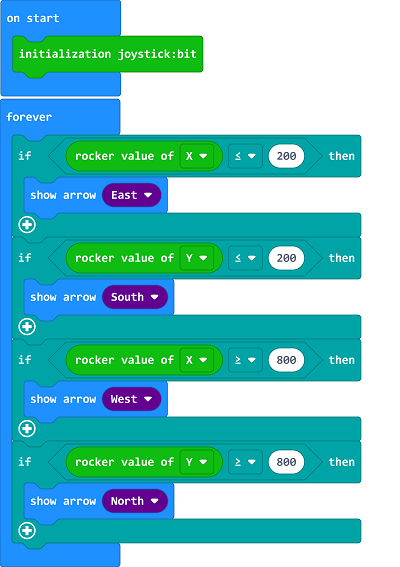 on start
initialization joystick:bit
forever
if rocker value of X ≤ 200 then
show arrow East
if rocker value of Y ≤ 200 then
show arrow South
if rocker value of X ≥ 800 then
show arrow West
if rocker value of Y ≥ 800 then
show arrow North